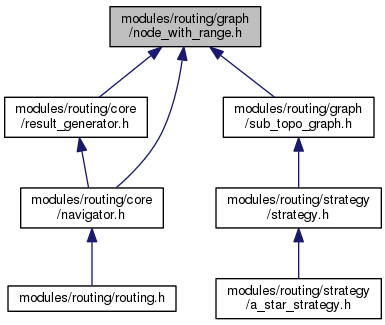 modules/routing/graph
/node_with_range.h
modules/routing/core
/result_generator.h
modules/routing/graph
/sub_topo_graph.h
modules/routing/core
/navigator.h
modules/routing/strategy
/strategy.h
modules/routing/routing.h
modules/routing/strategy
/a_star_strategy.h